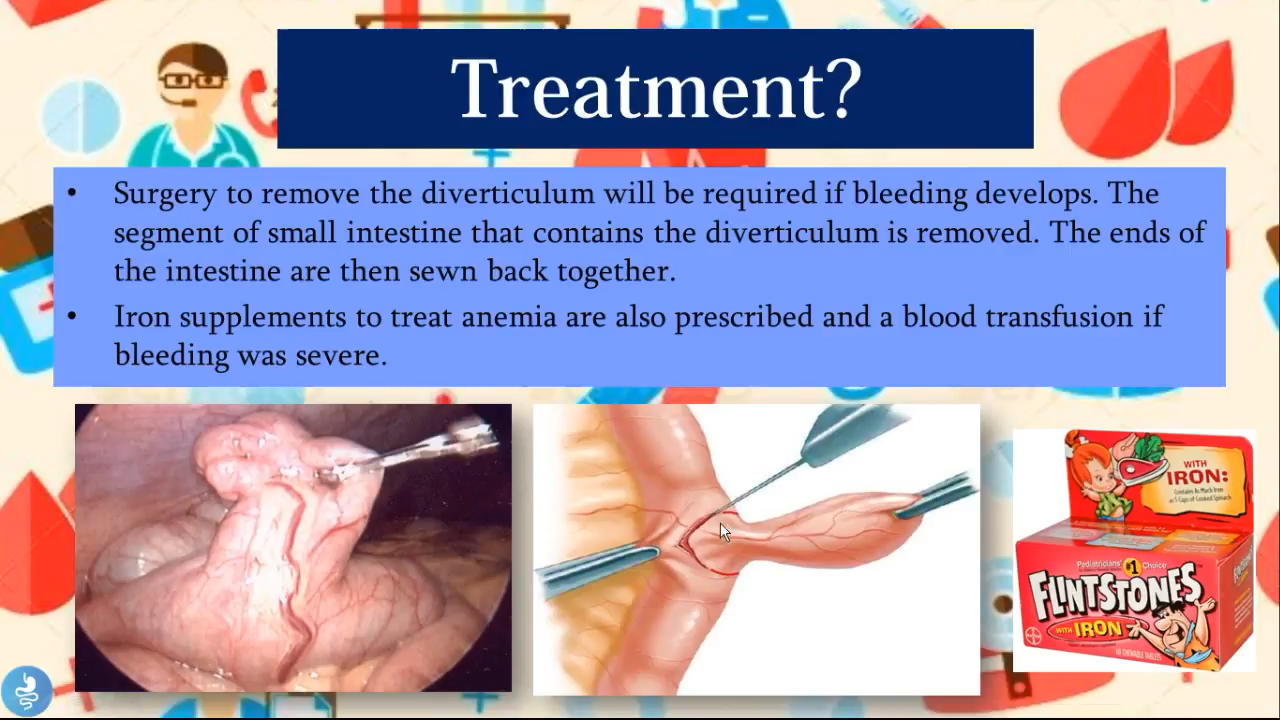 Treatment?
• Surgery to remove the diverticulum will be required if bleeding develops. The
segment of small intestine that contains the diverticulum is removed. The ends of
the intestine are then sewn back together.
• Iron supplements to treat anemia are also prescribed and a blood transfusion if
bleeding was severe.
WITH
IRON:
Contains As Much Iron
as 5 Cups of Cooked Spinach
Pediatricians' #1 Choice
FLINTSTONES
WITH IRON
60 CHEWABLE TABLETS